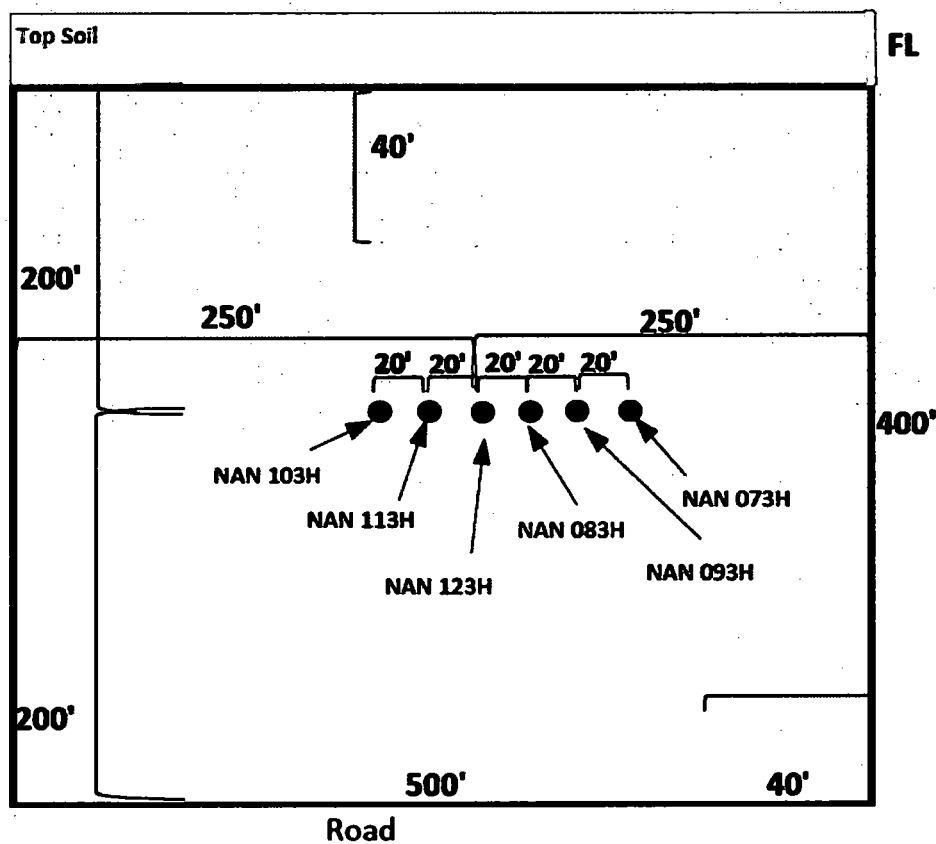 Top Soil
FL
40'
200'
250'
250'
20'
20'
20'
20'
20'
400'
NAN 103H
NAN 073H
NAN 113H
NAN 083H
NAN 093H
NAN 123H
200'
500'
40'
Road